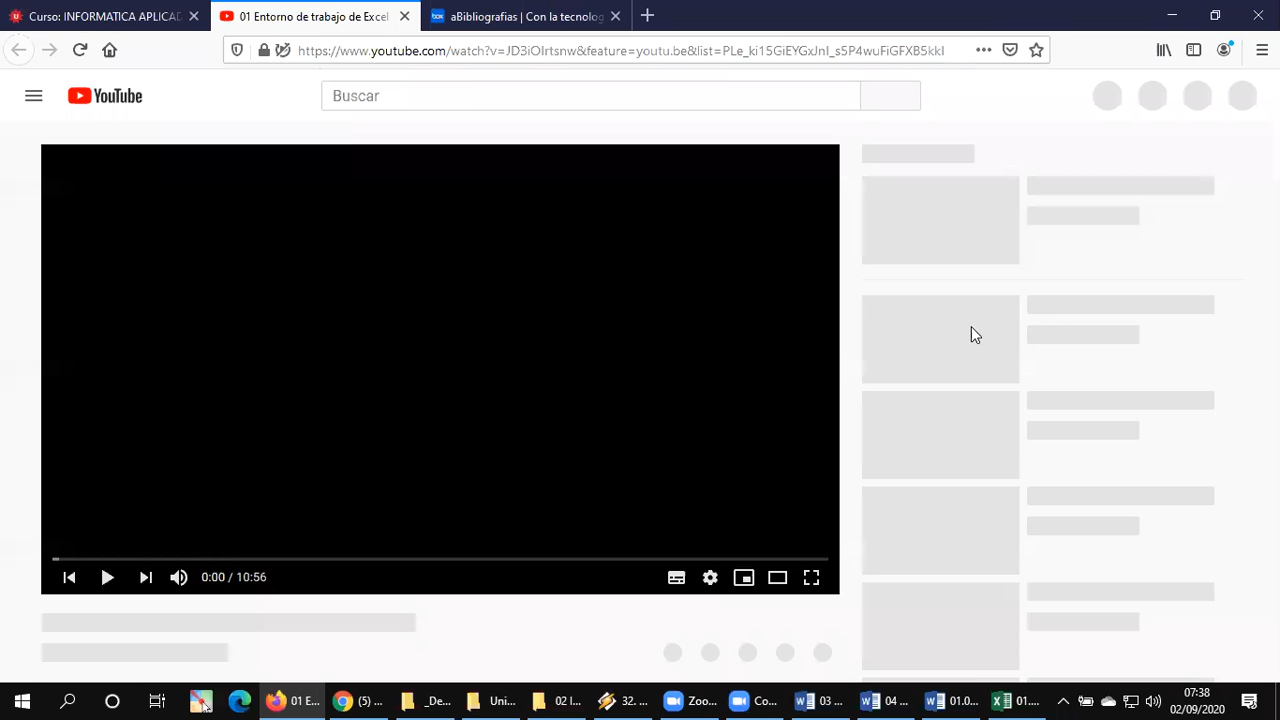 Curso: INFORMATICA APLICAD
01 Entorno de trabajo de Excel
box
aBibliografias | Con la tecnolog
https://www.youtube.com/watch?v=JD3iOIrtsnw&feature=youtu.be&list=PLe_ki15GiEYGxJnI_s5P4wuFiGFXB5kkI
YouTube
Buscar
0:00 / 10:56
01 E...
(5) ...
_De...
Uni...
02 I...
32. ...
Zoo...
Co...
03 ...
04 ...
01.0...
01....
07:38
02/09/2020